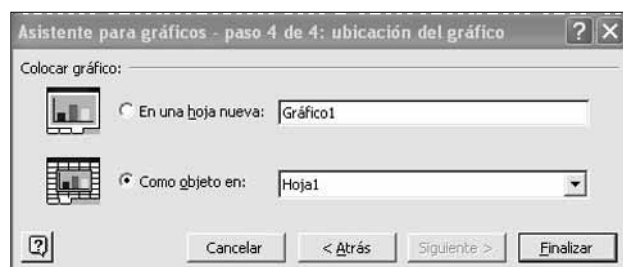 Asistente para gráficos - paso 4 de 4: ubicación del gráfico
Colocar gráfico:
En una hoja nueva: Gráfico1
Como objeto en: Hoja1
Cancelar < Atrás Siguiente > Finalizar